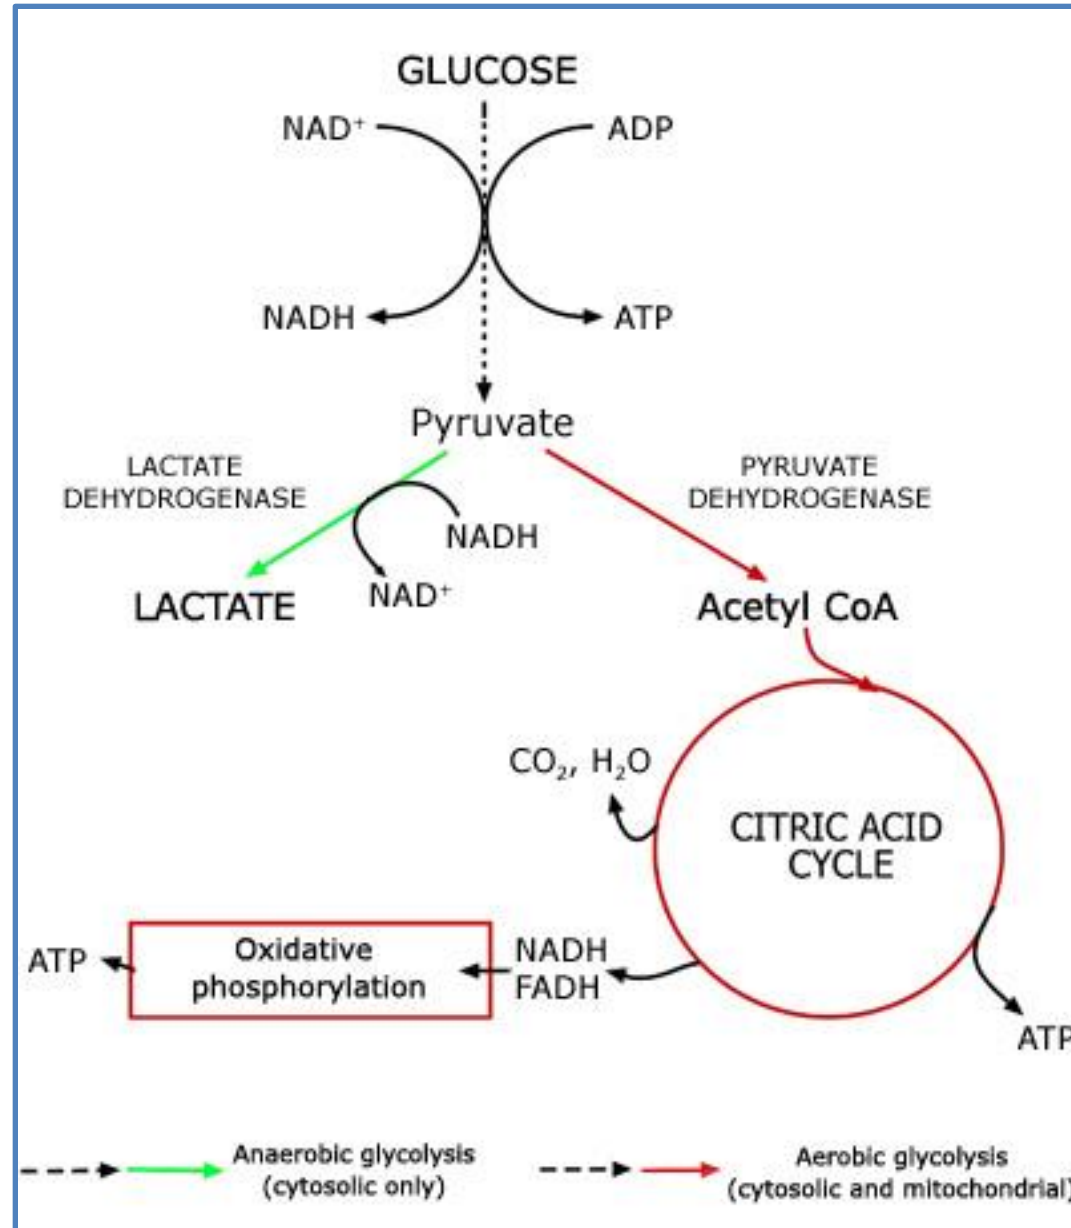 GLUCOSE
NAD⁺
ADP
NADH
ATP
Pyruvate
LACTATE
DEHYDROGENASE
PYRUVATE
DEHYDROGENASE
NADH
NAD⁺
LACTATE
Acetyl CoA
CO₂, H₂O
CITRIC ACID
CYCLE
ATP
Oxidative
phosphorylation
NADH
FADH
ATP
Anaerobic glycolysis
(cytosolic only)
Aerobic glycolysis
(cytosolic and mitochondrial)